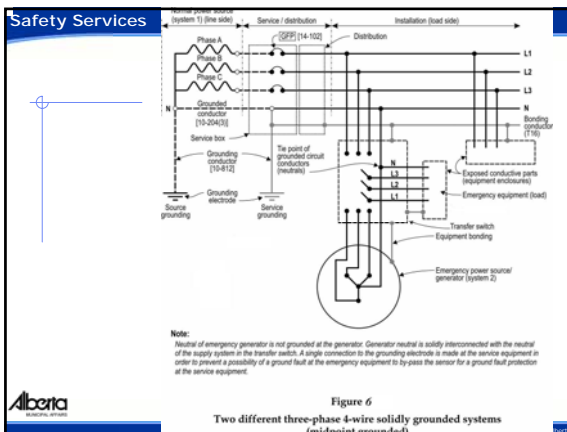 Safety Services
Normal power source
(system 1) (line side)
Service / distribution
Installation (load side)
Phase A
GFP [14-102]
Distribution
L1
Phase B
L2
Phase C
L3
N
Grounded
conductor
[10-204(3)]
N
Bonding
conductor
(T16)
Service box
Grounding
conductor
[10-812]
Tie point of
grounded circuit
conductors
(neutrals)
N
L3
L2
L1
Exposed conductive parts
(equipment enclosures)
Emergency equipment (load)
Grounding
electrode
Source
grounding
Service
grounding
Transfer switch
Equipment bonding
Emergency power source/
generator (system 2)
Note:
Neutral of emergency generator is not grounded at the generator. Generator neutral is solidly interconnected with the neutral
of the supply system in the transfer switch. A single connection to the grounding electrode is made at the service equipment in
order to prevent a possibility of a ground fault at the emergency equipment to by-pass the sensor for a ground fault protection
at the service equipment.
Alberta
MUNICIPAL AFFAIRS
Figure 6
Two different three-phase 4-wire solidly grounded systems
(midpoint grounded)